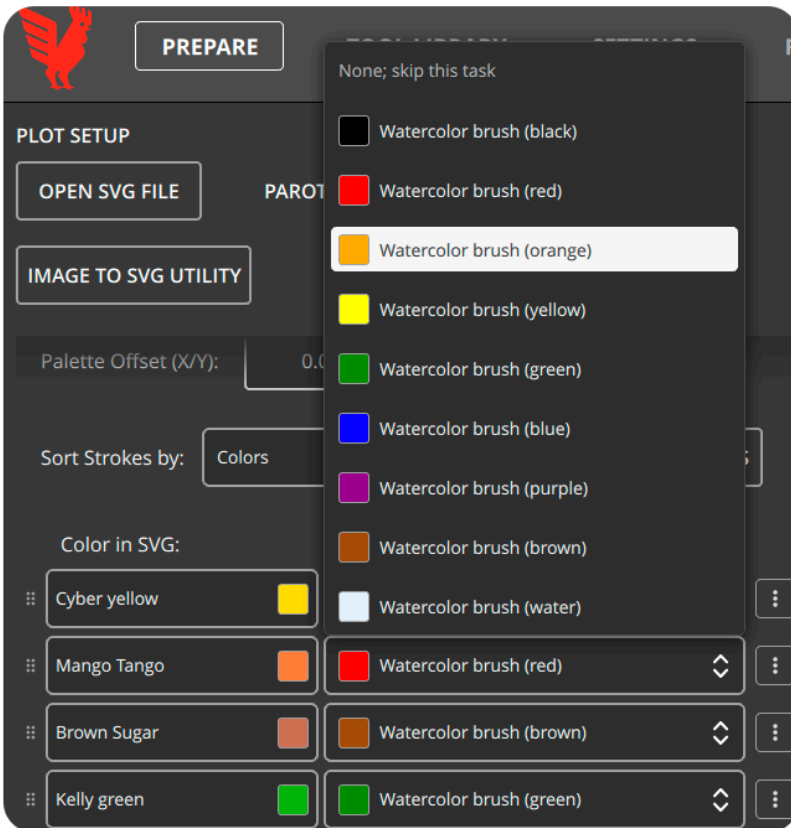 PREPARE
PLOT SETUP
OPEN SVG FILE
IMAGE TO SVG UTILITY
Palette Offset (X/Y):
Sort Strokes by: Colors
Color in SVG:
Cyber yellow
Mango Tango Watercolor brush (red)
Brown Sugar Watercolor brush (brown)
Kelly green Watercolor brush (green)
None; skip this task
Watercolor brush (black)
Watercolor brush (red)
Watercolor brush (orange)
Watercolor brush (yellow)
Watercolor brush (green)
Watercolor brush (blue)
Watercolor brush (purple)
Watercolor brush (brown)
Watercolor brush (water)